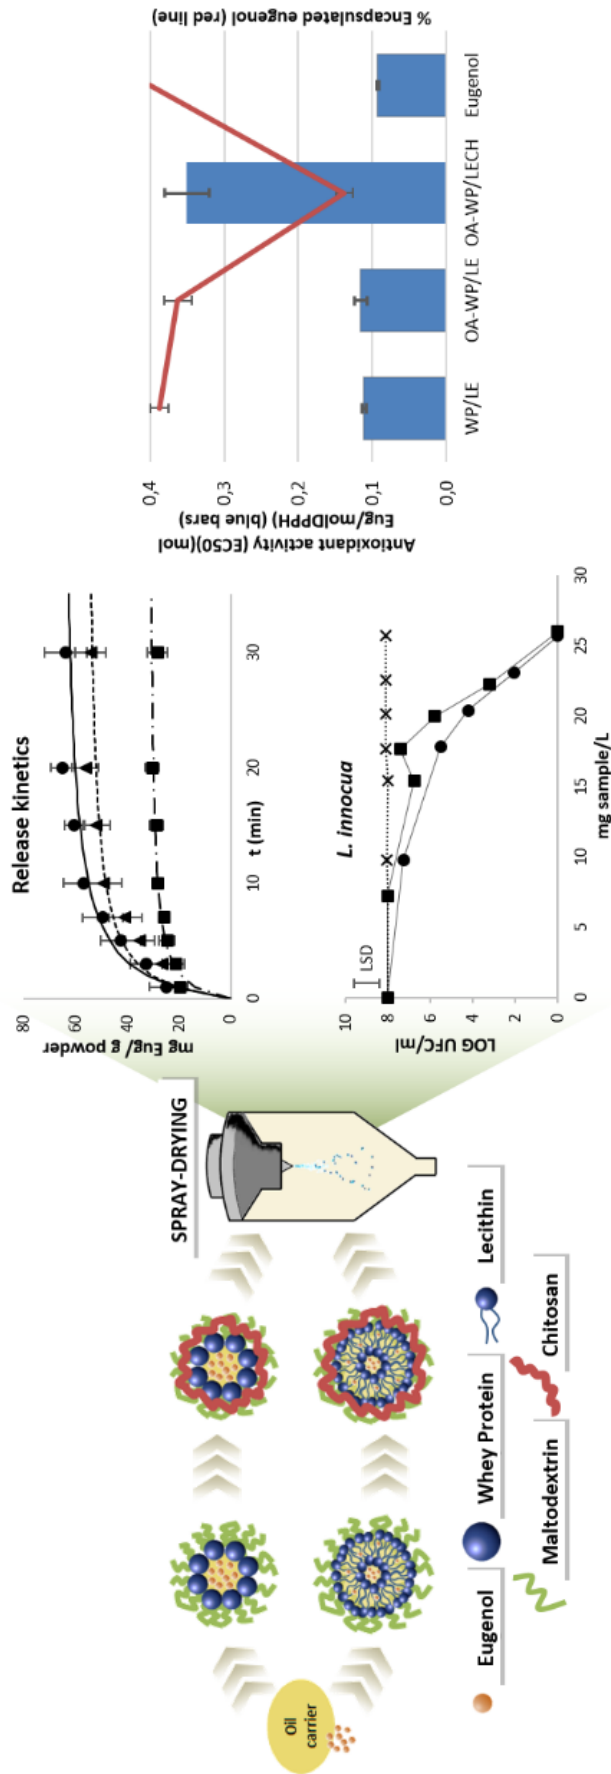 Oil
carrier
SPRAY-DRYING
Eugenol
Whey Protein
Lecithin
Maltodextrin
Chitosan
Release kinetics
mg Eug/ g powder
80
60
40
20
0
0
10
20
30
t (min)
L. innocua
LSD
LOG UFC/ml
10
8
6
4
2
0
0
5
10
15
20
25
30
mg sample/L
Antioxidant activity (EC50)(mol
Eug/molDPPH) (blue bars)
0,4
0,3
0,2
0,1
0,0
WP/LE
OA-WP/LE
OA-WP/LECH
Eugenol
% Encapsulated eugenol (red line)